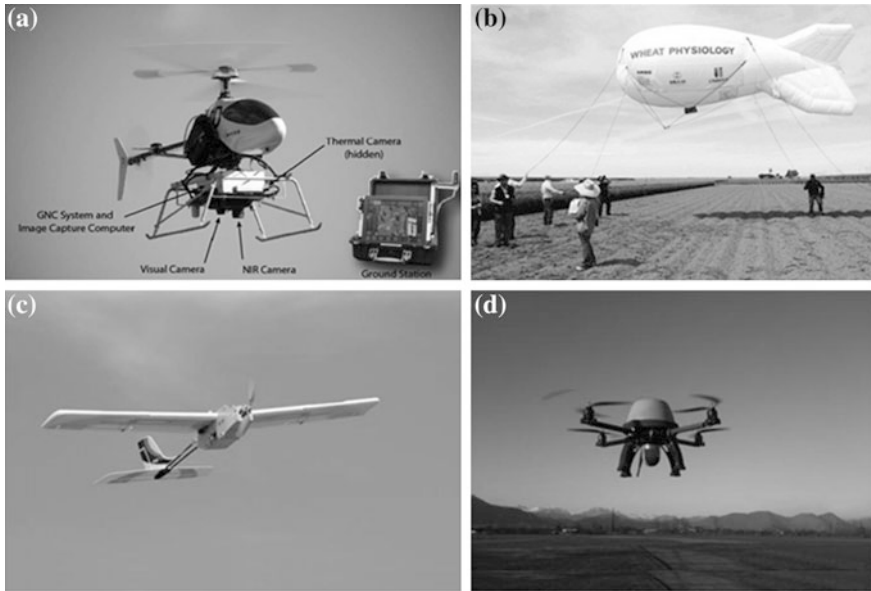 (a)
Thermal Camera
(hidden)
GNC System and
Image Capture Computer
Visual Camera
NIR Camera
Ground Station
(b)
WHEAT PHYSIOLOGY
(c)
(d)